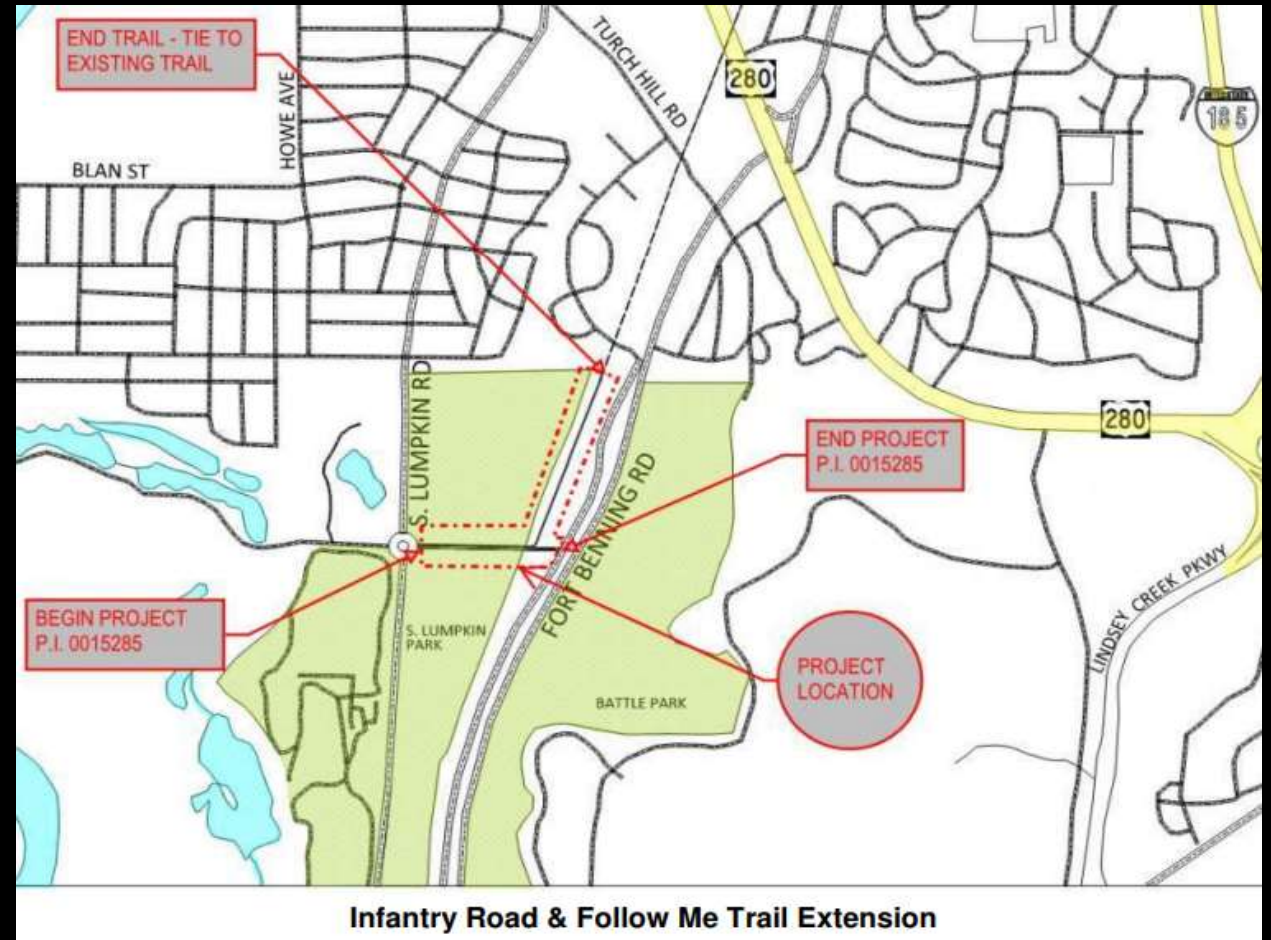 END TRAIL - TIE TO
EXISTING TRAIL
HOWE AVE
TURCH HILL RD
280
185
BLAN ST
S. LUMPKIN RD
END PROJECT
P.I. 0015285
280
FORT BENNING RD
LINDSEY CREEK PKWY
BEGIN PROJECT
P.I. 0015285
S. LUMPKIN
PARK
PROJECT
LOCATION
BATTLE PARK
Infantry Road & Follow Me Trail Extension